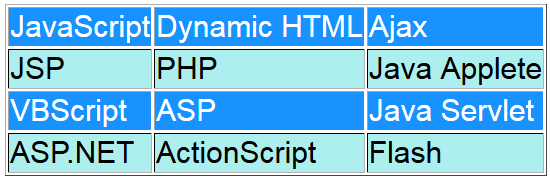 JavaScript Dynamic HTML Ajax
JSP PHP Java Applete
VBScript ASP Java Servlet
ASP.NET ActionScript Flash